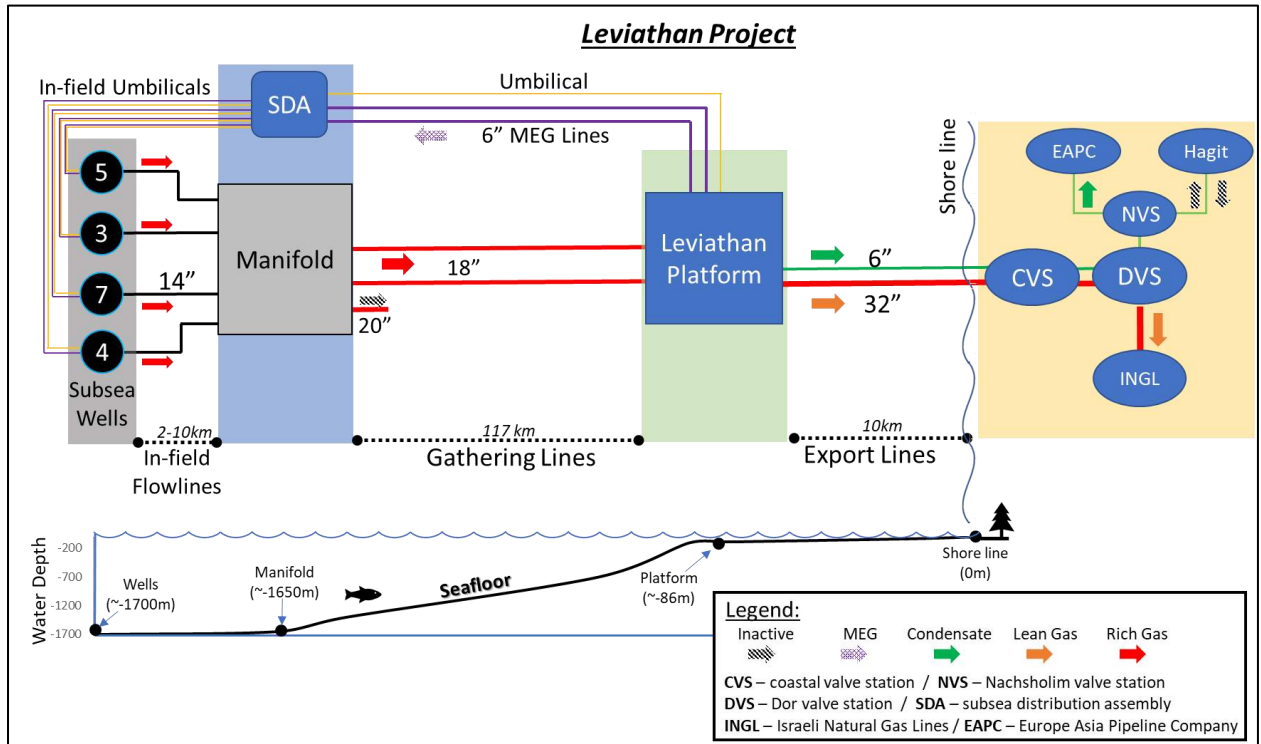 Leviathan Project
In-field Umbilicals
Umbilical
SDA
6” MEG Lines
Shore line
EAPC
Hagit
NVS
5
3
7
4
14”
Manifold
18”
20”
Leviathan
Platform
6”
32”
CVS
DVS
INGL
Subsea
Wells
2-10km
117 km
10km
In-field
Flowlines
Gathering Lines
Export Lines
Water Depth
-200
-700
-1200
-1700
Wells
(~-1700m)
Manifold
(~-1650m)
Seafloor
Platform
(~-86m)
Shore line
(0m)
Legend:
Inactive MEG Condensate Lean Gas Rich Gas
CVS – coastal valve station / NVS – Nachsholim valve station
DVS – Dor valve station / SDA – subsea distribution assembly
INGL – Israeli Natural Gas Lines / EAPC – Europe Asia Pipeline Company